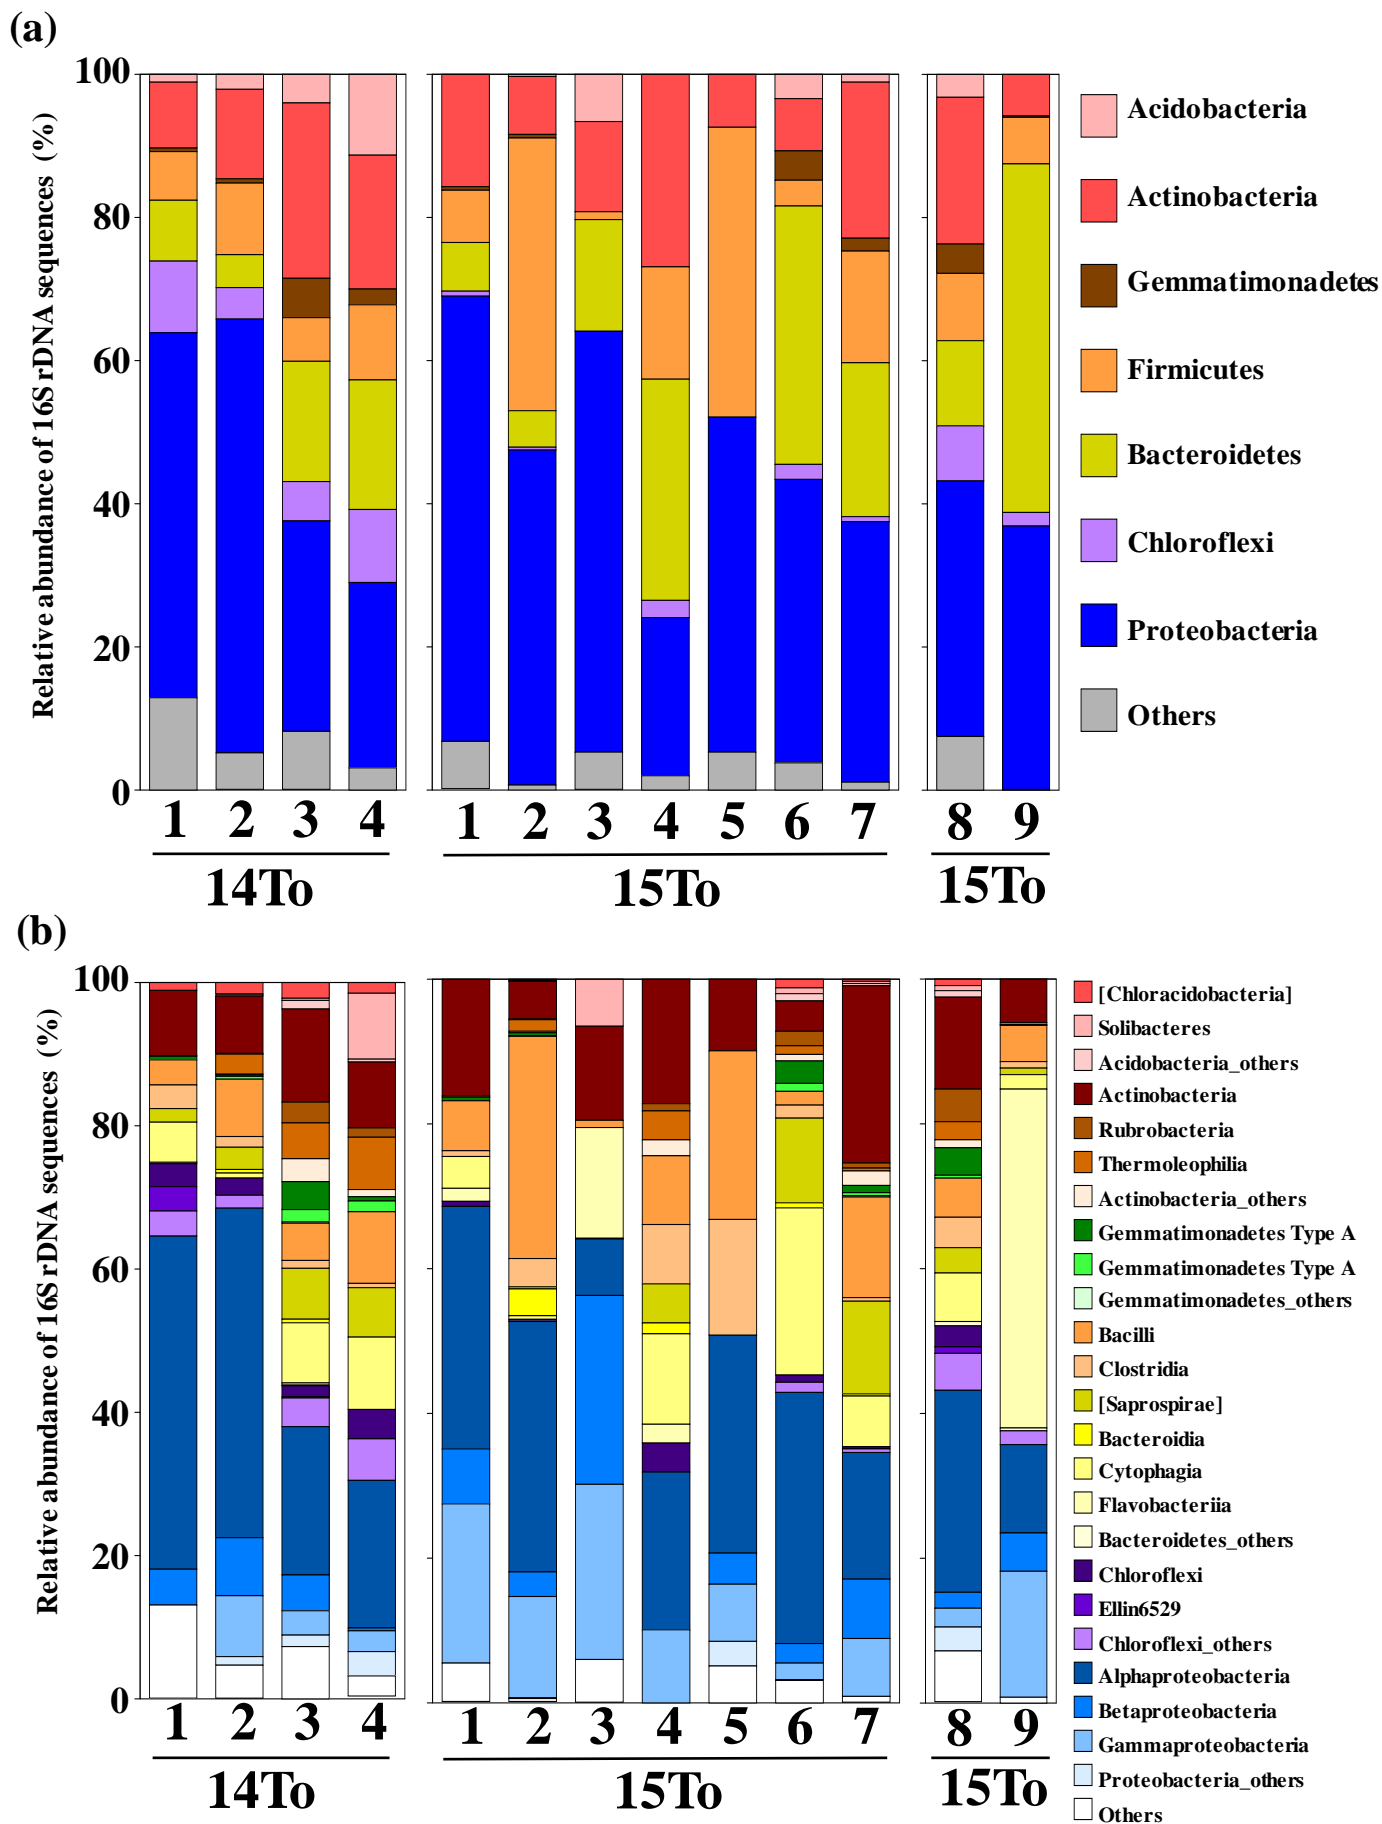 (a)
Relative abundance of 16S rDNA sequences (%)
100
80
60
40
20
0
1 2 3 4
1 2 3 4 5 6 7
8 9
14To
15To
15To
Acidobacteria
Actinobacteria
Gemmatimonadetes
Firmicutes
Bacteroidetes
Chloroflexi
Proteobacteria
Others
(b)
Relative abundance of 16S rDNA sequences (%)
100
80
60
40
20
0
1 2 3 4
1 2 3 4 5 6 7
8 9
14To
15To
15To
[Chloracidobacteria]
Solibacteres
Acidobacteria_others
Actinobacteria
Rubrobacteria
Thermoleophilia
Actinobacteria_others
Gemmatimonadetes Type A
Gemmatimonadetes Type A
Gemmatimonadetes_others
Bacilli
Clostridia
[Saprospirae]
Bacteroidia
Cytophagia
Flavobacteriia
Bacteroidetes_others
Chloroflexi
Ellin6529
Chloroflexi_others
Alphaproteobacteria
Betaproteobacteria
Gammaproteobacteria
Proteobacteria_others
Others